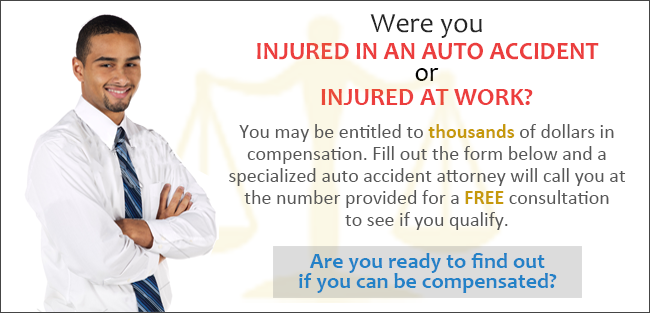 Were you
INJURED IN AN AUTO ACCIDENT
or
INJURED AT WORK?
You may be entitled to thousands of dollars in
compensation. Fill out the form below and a
specialized auto accident attorney will call you at
the number provided for a FREE consultation
to see if you qualify.
Are you ready to find out
if you can be compensated?